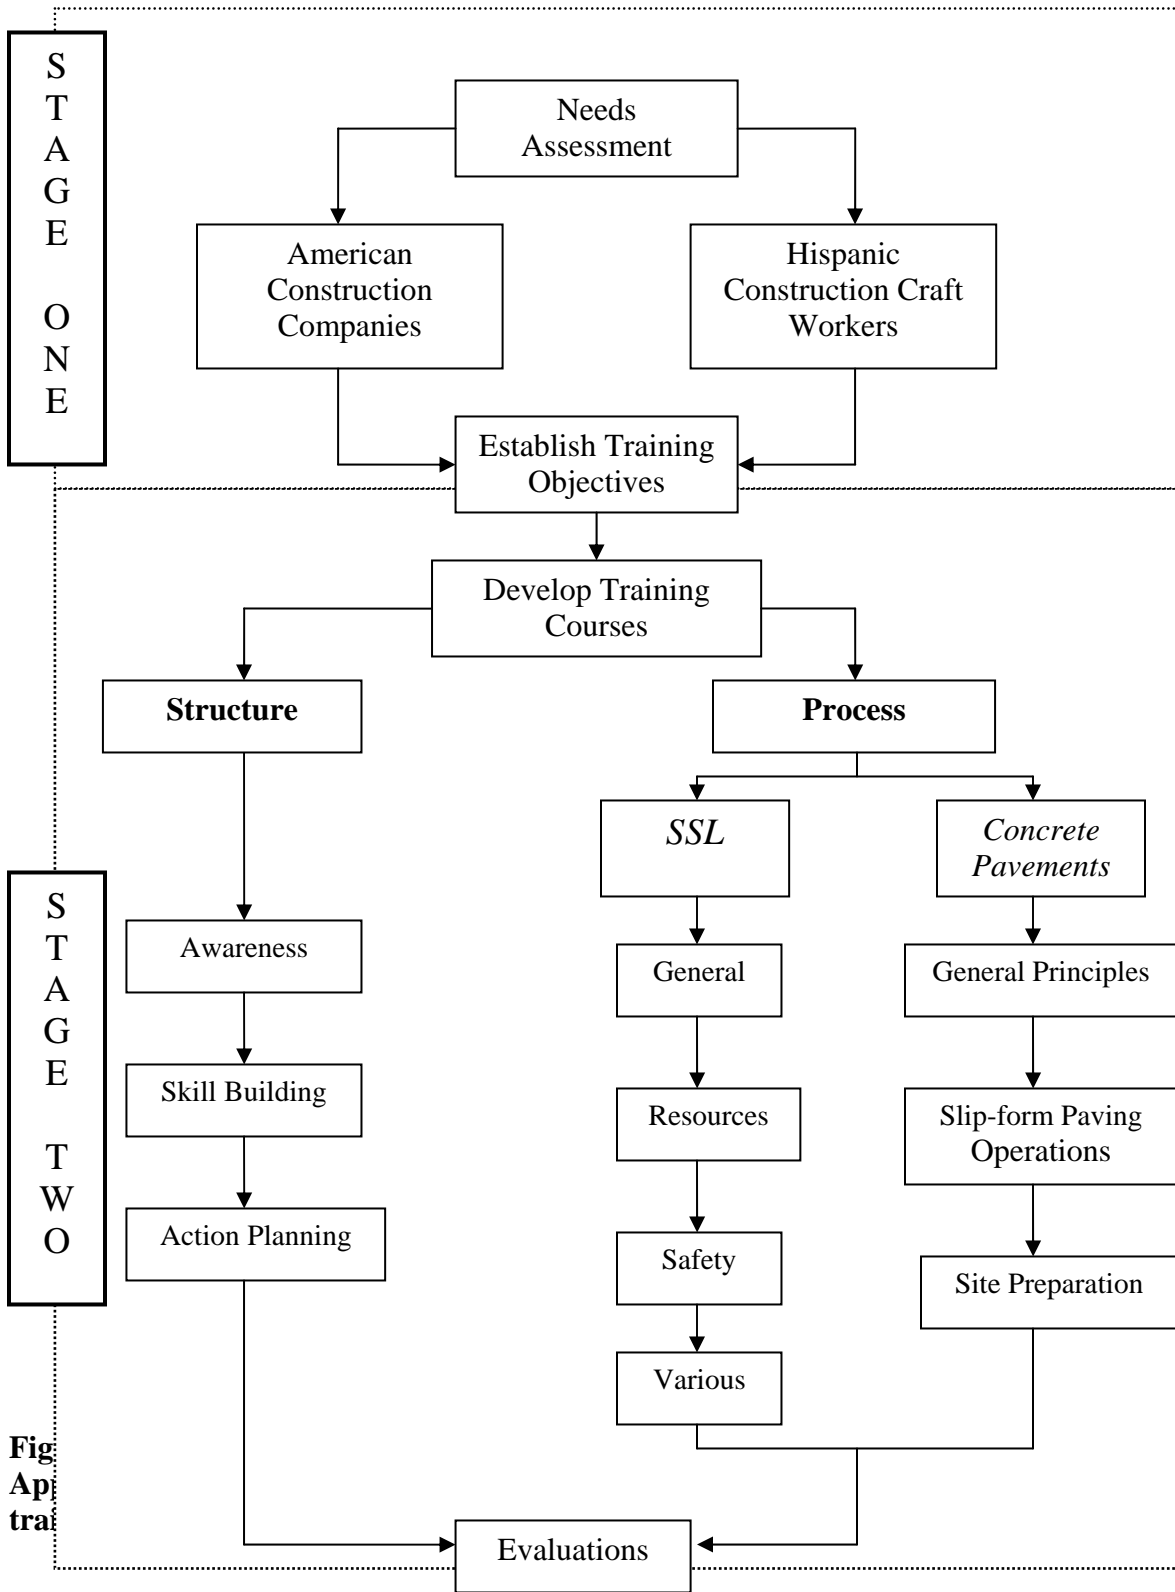 S
T
A
G
E
O
N
E
Needs
Assessment
American
Construction
Companies
Hispanic
Construction Craft
Workers
Establish Training
Objectives
Develop Training
Courses
Structure
Process
SSL
Concrete
Pavements
S
T
A
G
E
T
W
O
Awareness
General
General Principles
Skill Building
Resources
Slip-form Paving
Operations
Action Planning
Safety
Site Preparation
Various
Fig
Evaluations